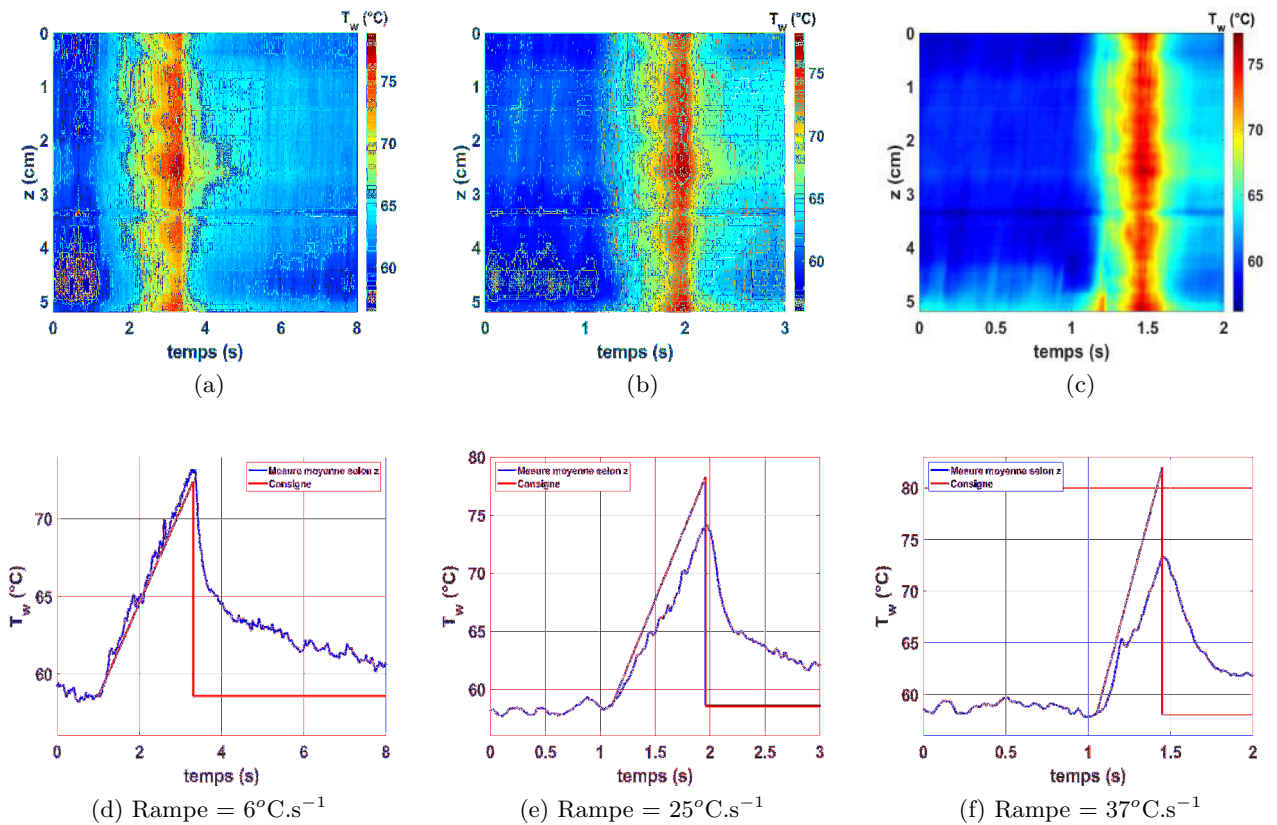 T_w (°C)
T_w (°C)
T_w (°C)
0
1
2
3
4
5
z (cm)
75
70
65
60
0
2
4
6
8
temps (s)
(a)
0
1
2
3
4
5
z (cm)
75
70
65
60
0
1
2
3
temps (s)
(b)
0
1
2
3
4
5
z (cm)
75
70
65
60
0
0.5
1
1.5
2
temps (s)
(c)
70
65
60
T_w (°C)
Mesure moyenne selon z
Consigne
0
2
4
6
8
temps (s)
(d) Rampe = 6°C.s⁻¹
80
75
70
65
60
T_w (°C)
Mesure moyenne selon z
Consigne
0
0.5
1
1.5
2
2.5
3
temps (s)
(e) Rampe = 25°C.s⁻¹
80
75
70
65
60
T_w (°C)
Mesure moyenne selon z
Consigne
0
0.5
1
1.5
2
temps (s)
(f) Rampe = 37°C.s⁻¹